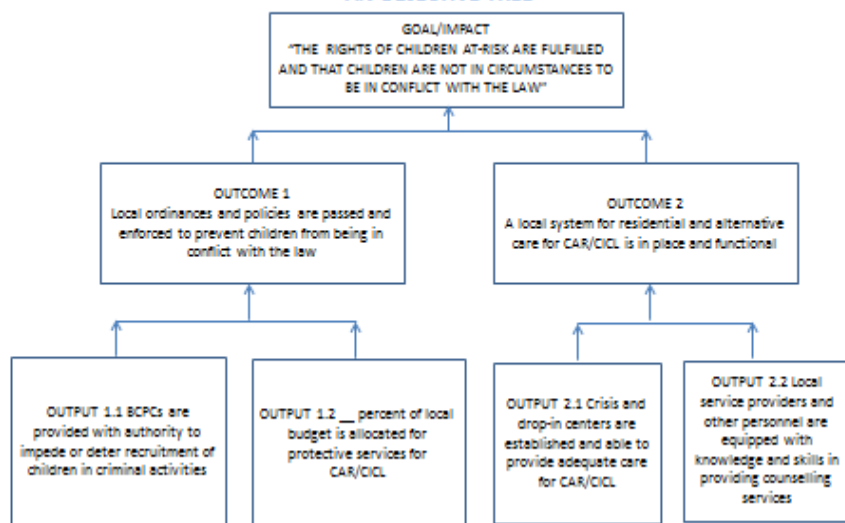 GOAL/IMPACT
"THE RIGHTS OF CHILDREN AT-RISK ARE FULFILLED
AND THAT CHILDREN ARE NOT IN CIRCUMSTANCES TO
BE IN CONFLICT WITH THE LAW"
OUTCOME 1
Local ordinances and policies are passed and
enforced to prevent children from being in
conflict with the law
OUTCOME 2
A local system for residential and alternative
care for CAR/CICL is in place and functional
OUTPUT 1.1 BCPCs are
provided with authority to
impede or deter recruitment of
children in criminal activities
OUTPUT 1.2 __ percent of local
budget is allocated for
protective services for
CAR/CICL
OUTPUT 2.1 Crisis and
drop-in centers are
established and able to
provide adequate care
for CAR/CICL
OUTPUT 2.2 Local
service providers and
other personnel are
equipped with
knowledge and skills in
providing counselling
services